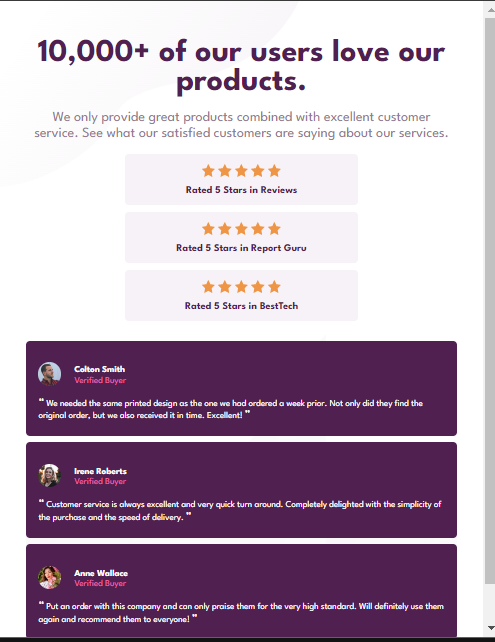 10,000+ of our users love our
products.
We only provide great products combined with excellent customer
service. See what our satisfied customers are saying about our services.
Rated 5 Stars in Reviews
Rated 5 Stars in Report Guru
Rated 5 Stars in BestTech
Colton Smith
Verified Buyer
“ We needed the same printed design as the one we had ordered a week prior. Not only did they find the
original order, but we also received it in time. Excellent! ”
Irene Roberts
Verified Buyer
“ Customer service is always excellent and very quick turn around. Completely delighted with the simplicity of
the purchase and the speed of delivery. ”
Anne Wallace
Verified Buyer
“ Put an order with this company and can only praise them for the very high standard. Will definitely use them
again and recommend them to everyone! ”